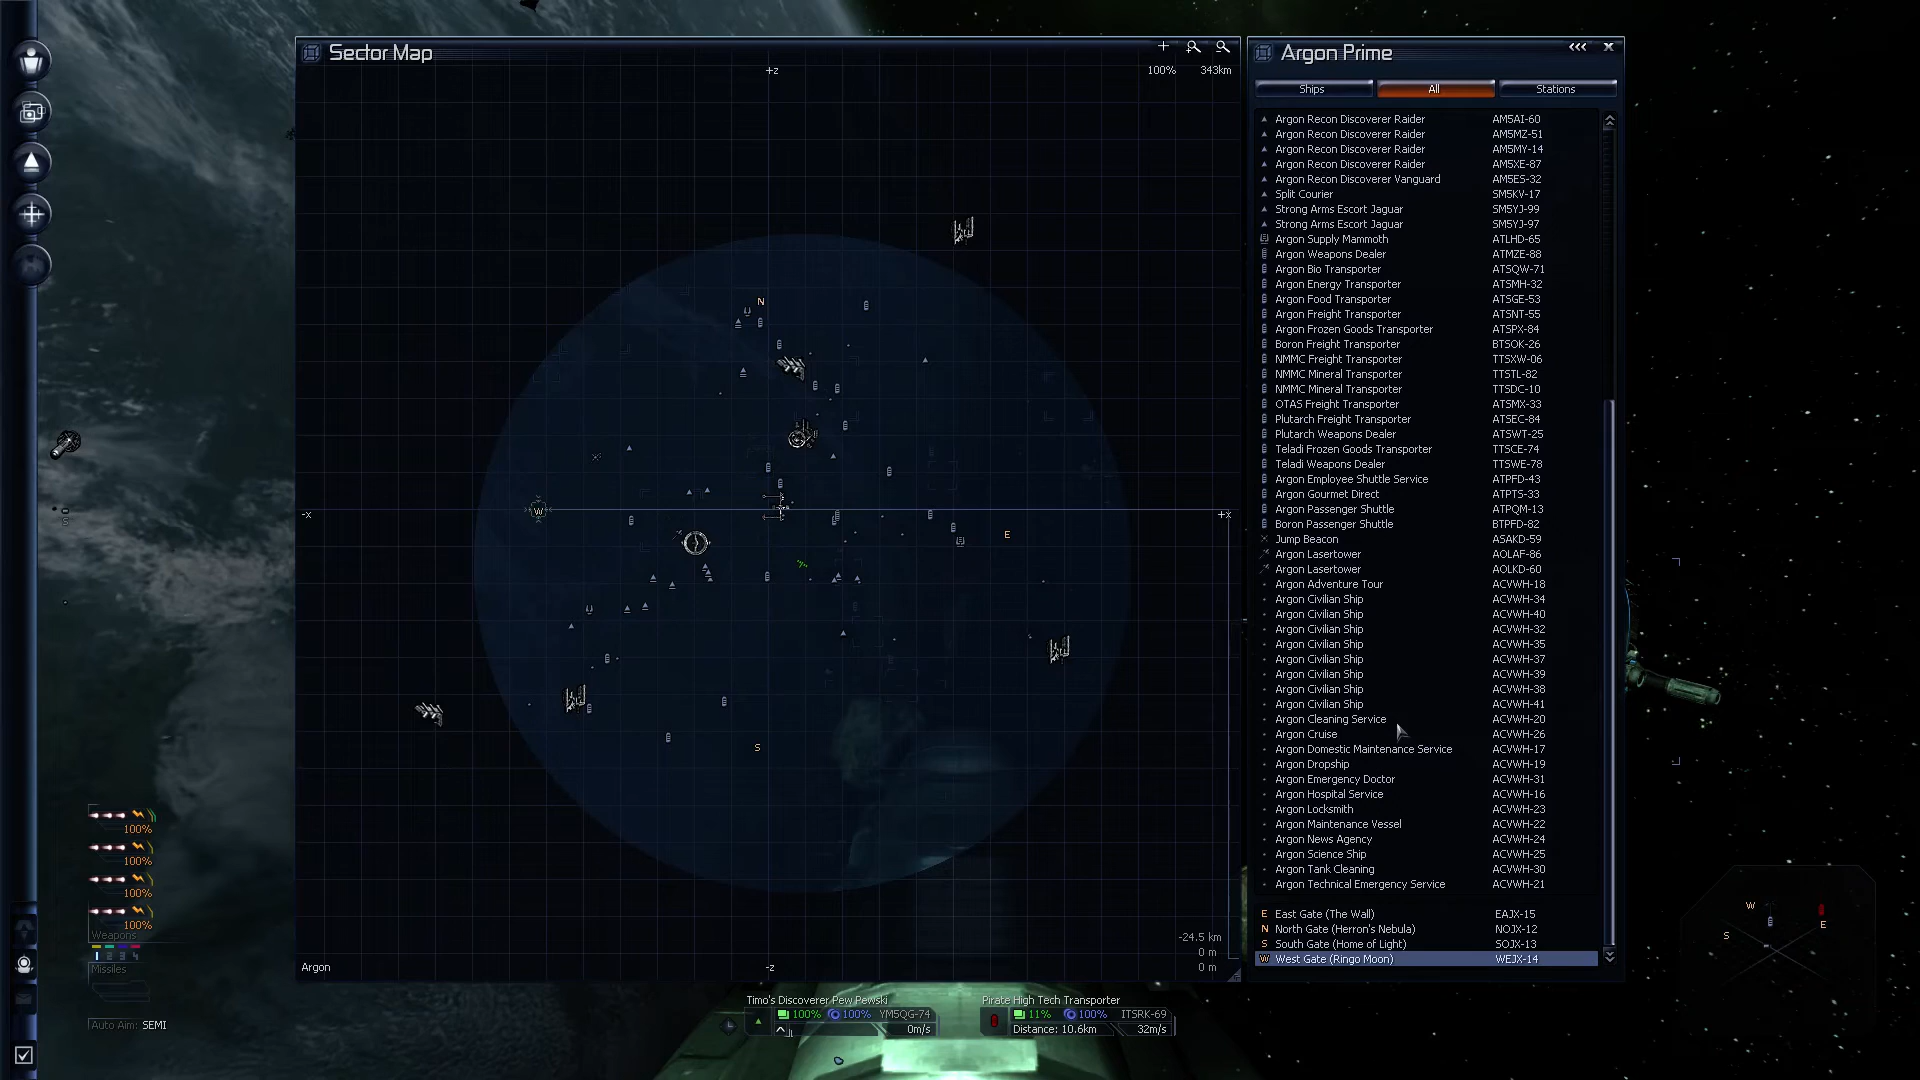 Sector Map
100%
343km
+z
N
-x
W
+x
E
S
-24.5 km
0 m
0 m
Argon
-z
Argon Prime
Ships
All
Stations
Argon Recon Discoverer Raider AM5AI-60
Argon Recon Discoverer Raider AM5MZ-51
Argon Recon Discoverer Raider AM5MY-14
Argon Recon Discoverer Raider AM5XE-87
Argon Recon Discoverer Vanguard AM5ES-32
Split Courier SM5KV-17
Strong Arms Escort Jaguar SM5YJ-99
Strong Arms Escort Jaguar SM5YJ-97
Argon Supply Mammoth ATLHD-65
Argon Weapons Dealer ATMZE-88
Argon Bio Transporter ATSQW-71
Argon Energy Transporter ATSMH-32
Argon Food Transporter ATSGE-53
Argon Freight Transporter ATSNT-55
Argon Frozen Goods Transporter ATSPX-84
Boron Freight Transporter BTSOK-26
NMMC Freight Transporter TTSXW-06
NMMC Mineral Transporter TTSTL-82
NMMC Mineral Transporter TTSDC-10
OTAS Freight Transporter ATSMX-33
Plutarch Freight Transporter ATSEC-84
Plutarch Weapons Dealer ATSWT-25
Teladi Frozen Goods Transporter TTSCE-74
Teladi Weapons Dealer TTSWE-78
Argon Employee Shuttle Service ATPFD-43
Argon Gourmet Direct ATPTS-33
Argon Passenger Shuttle ATPQM-13
Boron Passenger Shuttle BTPFD-82
Jump Beacon ASAKD-59
Argon Lasertower AOLAF-86
Argon Lasertower AOLKD-60
Argon Adventure Tour ACVWH-18
Argon Civilian Ship ACVWH-34
Argon Civilian Ship ACVWH-40
Argon Civilian Ship ACVWH-32
Argon Civilian Ship ACVWH-35
Argon Civilian Ship ACVWH-37
Argon Civilian Ship ACVWH-39
Argon Civilian Ship ACVWH-38
Argon Civilian Ship ACVWH-41
Argon Cleaning Service ACVWH-20
Argon Cruise ACVWH-26
Argon Domestic Maintenance Service ACVWH-17
Argon Dropship ACVWH-19
Argon Emergency Doctor ACVWH-31
Argon Hospital Service ACVWH-16
Argon Locksmith ACVWH-23
Argon Maintenance Vessel ACVWH-22
Argon News Agency ACVWH-24
Argon Science Ship ACVWH-25
Argon Tank Cleaning ACVWH-30
Argon Technical Emergency Service ACVWH-21
E East Gate (The Wall) EAJX-15
N North Gate (Herron's Nebula) NOJX-12
S South Gate (Home of Light) SOJX-13
W West Gate (Ringo Moon) WEJX-14
S
100%
100%
100%
100%
Weapons
1 2 3 4
Missiles
Auto Aim: SEMI
Timo's Discoverer Pew Pewski
100% 100% YM5QG-74
0m/s
Pirate High Tech Transporter
11% 100% ITSRK-69
Distance: 10.6km 32m/s
W
E
S